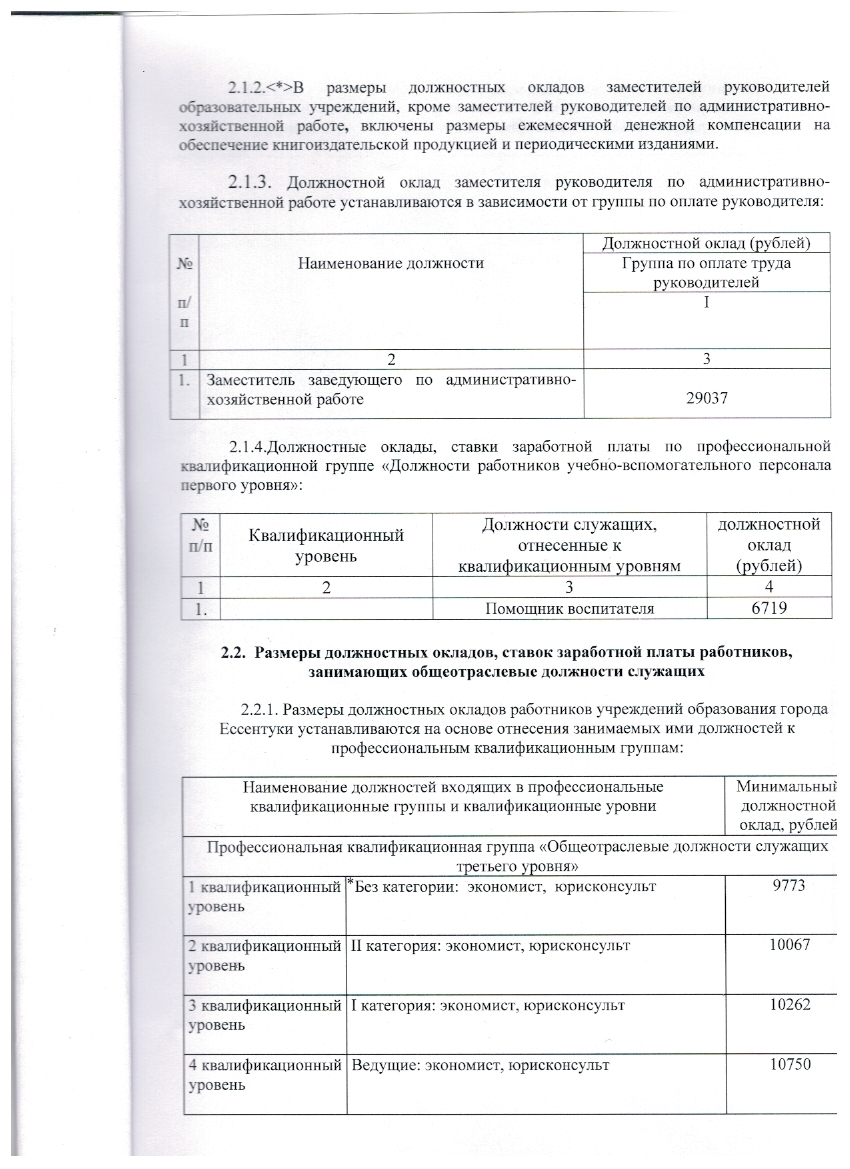 2.1.2.<*>В размеры должностных окладов заместителей руководителей
образовательных учреждений, кроме заместителей руководителей по административно-
хозяйственной работе, включены размеры ежемесячной денежной компенсации на
обеспечение книгоиздательской продукцией и периодическими изданиями.
2.1.3. Должностной оклад заместителя руководителя по административно-
хозяйственной работе устанавливаются в зависимости от группы по оплате руководителя:
№ п/п
Наименование должности
Должностной оклад (рублей)
Группа по оплате труда
руководителей
I
1 2 3
1. Заместитель заведующего по административно-
хозяйственной работе 29037
2.1.4.Должностные оклады, ставки заработной платы по профессиональной
квалификационной группе «Должности работников учебно-вспомогательного персонала
первого уровня»:
№ п/п
Квалификационный
уровень
Должности служащих,
отнесенные к
квалификационным уровням
должностной
оклад
(рублей)
1 2 3 4
1. Помощник воспитателя 6719
2.2. Размеры должностных окладов, ставок заработной платы работников,
занимающих общеотраслевые должности служащих
2.2.1. Размеры должностных окладов работников учреждений образования города
Ессентуки устанавливаются на основе отнесения занимаемых ими должностей к
профессиональным квалификационным группам:
Наименование должностей входящих в профессиональные
квалификационные группы и квалификационные уровни
Минимальный
должностной
оклад, рублей
Профессиональная квалификационная группа «Общеотраслевые должности служащих
третьего уровня»
1 квалификационный
уровень
*Без категории: экономист, юрисконсульт 9773
2 квалификационный
уровень
II категория: экономист, юрисконсульт 10067
3 квалификационный
уровень
I категория: экономист, юрисконсульт 10262
4 квалификационный
уровень
Ведущие: экономист, юрисконсульт 10750